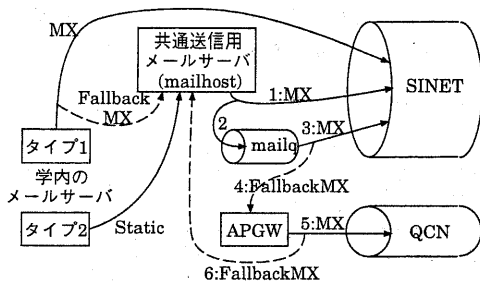 MX
共通送信用
メールサーバ
(mailhost)
SINET
Fallback
MX
1:MX
タイプ1
2
mailq
3:MX
学内の
メールサーバ
4:FallbackMX
タイプ2
Static
APGW
5:MX
QCN
6:FallbackMX